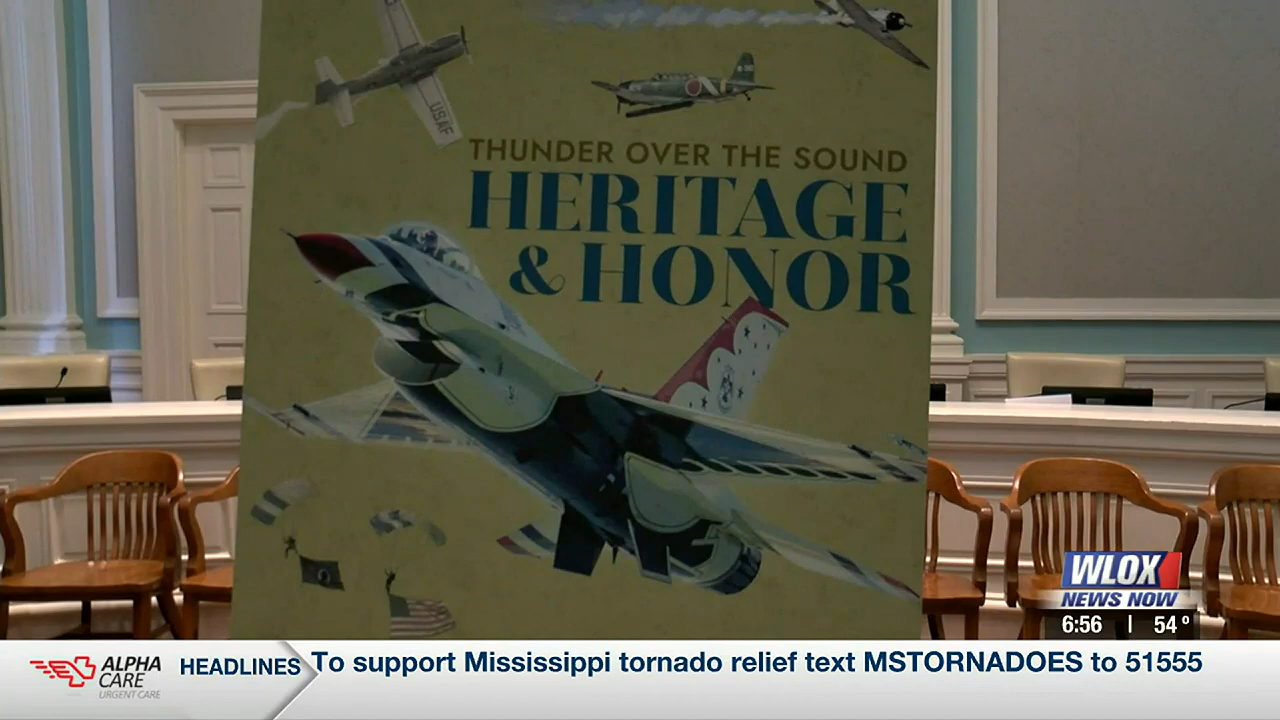 USAF
THUNDER OVER THE SOUND
HERITAGE
& HONOR
WLOX
NEWS NOW
6:56 | 54°
ALPHA
CARE
URGENT CARE
HEADLINES
To support Mississippi tornado relief text MSTORNADOES to 51555